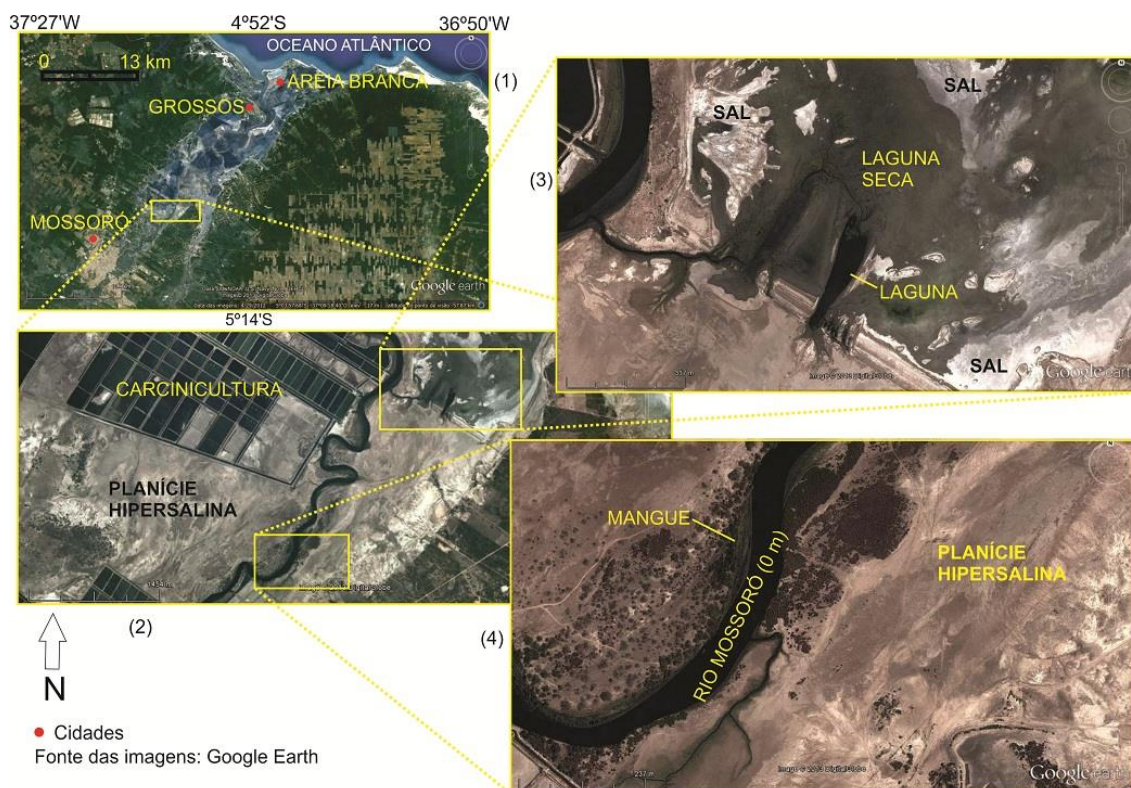 37º27'W
4º52'S
36º50'W
OCEANO ATLÂNTICO
0 13 km
AREIA BRANCA
GROSSOS
MOSSORÓ
Google earth
(1)
SAL
SAL
LAGUNA
SECA
(3)
LAGUNA
SAL
Google earth
5º14'S
CARCINICULTURA
PLANÍCIE
HIPERSALINA
(2)
MANGUE
RIO MOSSORÓ (0 m)
PLANÍCIE
HIPERSALINA
(4)
237 m
Google earth
N
Cidades
Fonte das imagens: Google Earth